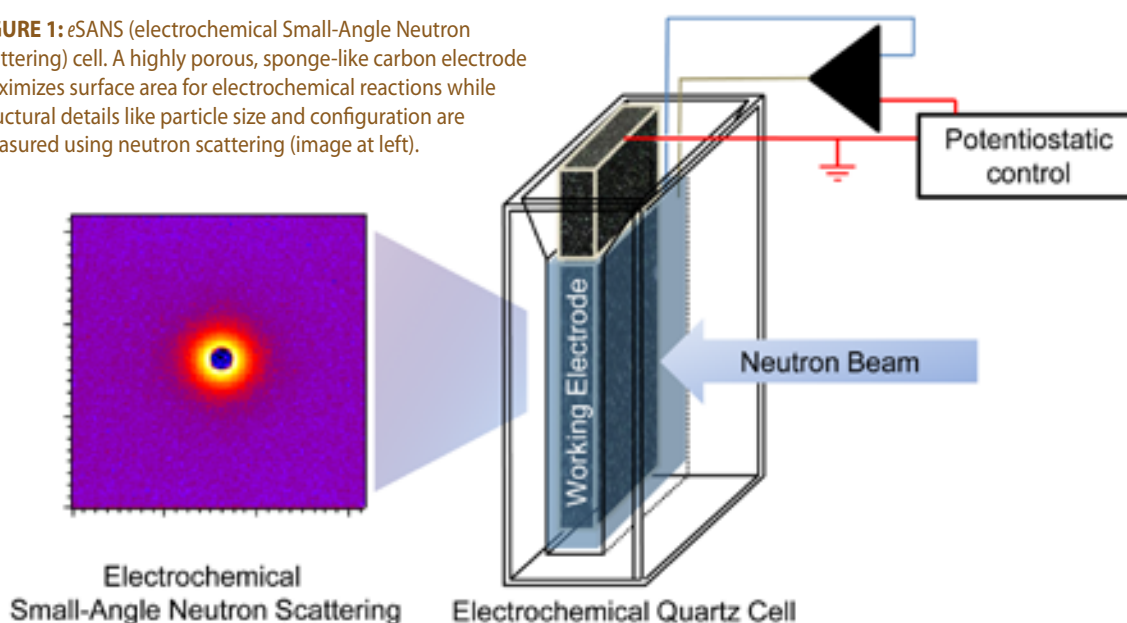 GURE 1: eSANS (electrochemical Small-Angle Neutron
ttering) cell. A highly porous, sponge-like carbon electrode
ximizes surface area for electrochemical reactions while
uctural details like particle size and configuration are
asured using neutron scattering (image at left).
Potentiostatic
control
Working Electrode
Neutron Beam
Electrochemical
Small-Angle Neutron Scattering
Electrochemical Quartz Cell